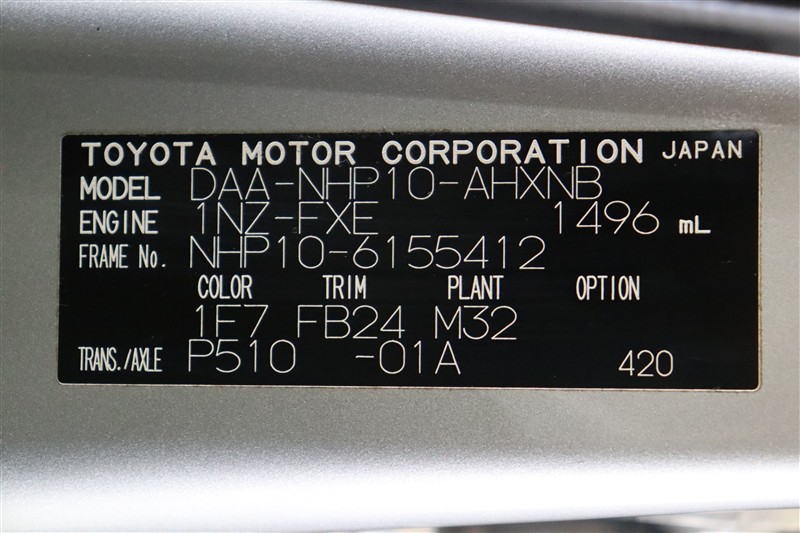 TOYOTA MOTOR CORPORATION JAPAN
MODEL DAA-NHP10-AHXNB
ENGINE 1NZ-FXE 1496 mL
FRAME No. NHP10-6155412
COLOR TRIM PLANT OPTION
1F7 FB24 M32
TRANS./AXLE P510 -01A 420